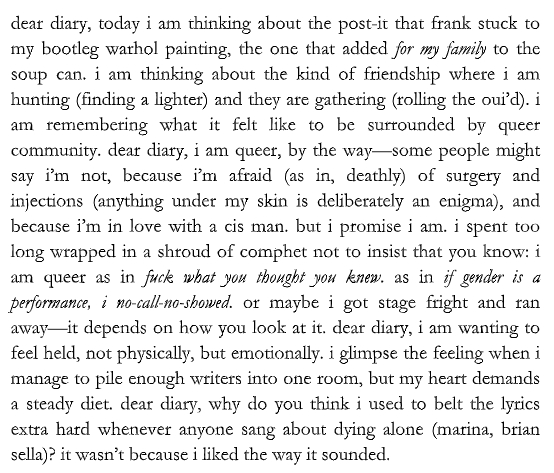 dear diary, today i am thinking about the post-it that frank stuck to
my bootleg warhol painting, the one that added for my family to the
soup can. i am thinking about the kind of friendship where i am
hunting (finding a lighter) and they are gathering (rolling the oui’d). i
am remembering what it felt like to be surrounded by queer
community. dear diary, i am queer, by the way—some people might
say i’m not, because i’m afraid (as in, deathly) of surgery and
injections (anything under my skin is deliberately an enigma), and
because i’m in love with a cis man. but i promise i am. i spent too
long wrapped in a shroud of comphet not to insist that you know: i
am queer as in fuck what you thought you knew. as in if gender is a
performance, i no-call-no-showed. or maybe i got stage fright and ran
away—it depends on how you look at it. dear diary, i am wanting to
feel held, not physically, but emotionally. i glimpse the feeling when i
manage to pile enough writers into one room, but my heart demands
a steady diet. dear diary, why do you think i used to belt the lyrics
extra hard whenever anyone sang about dying alone (marina, brian
sella)? it wasn’t because i liked the way it sounded.